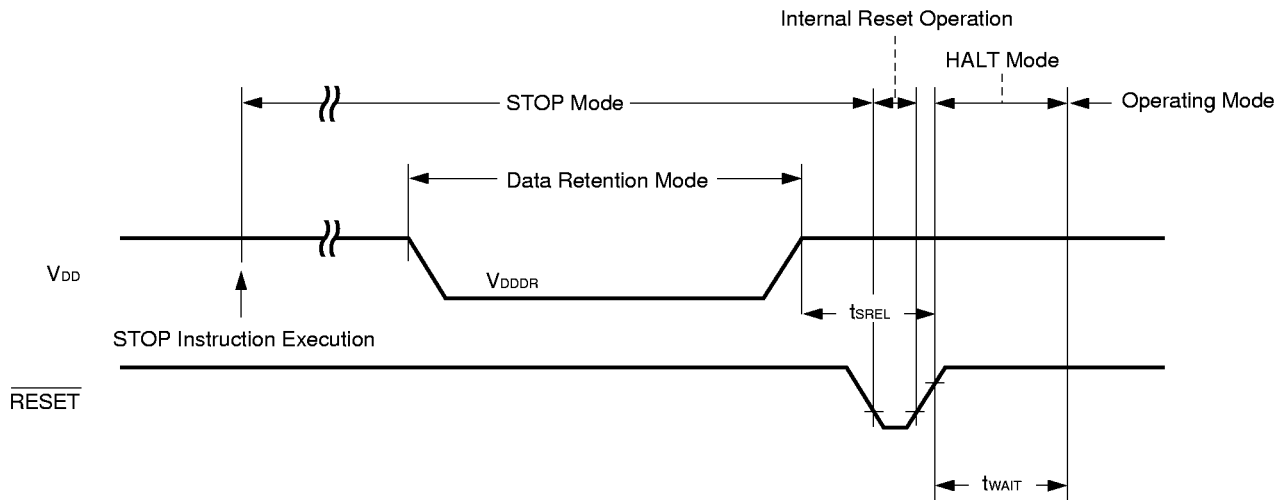 Internal Reset Operation
HALT Mode
STOP Mode
Operating Mode
Data Retention Mode
VDD
VDDDR
tSREL
STOP Instruction Execution
RESET
tWAIT